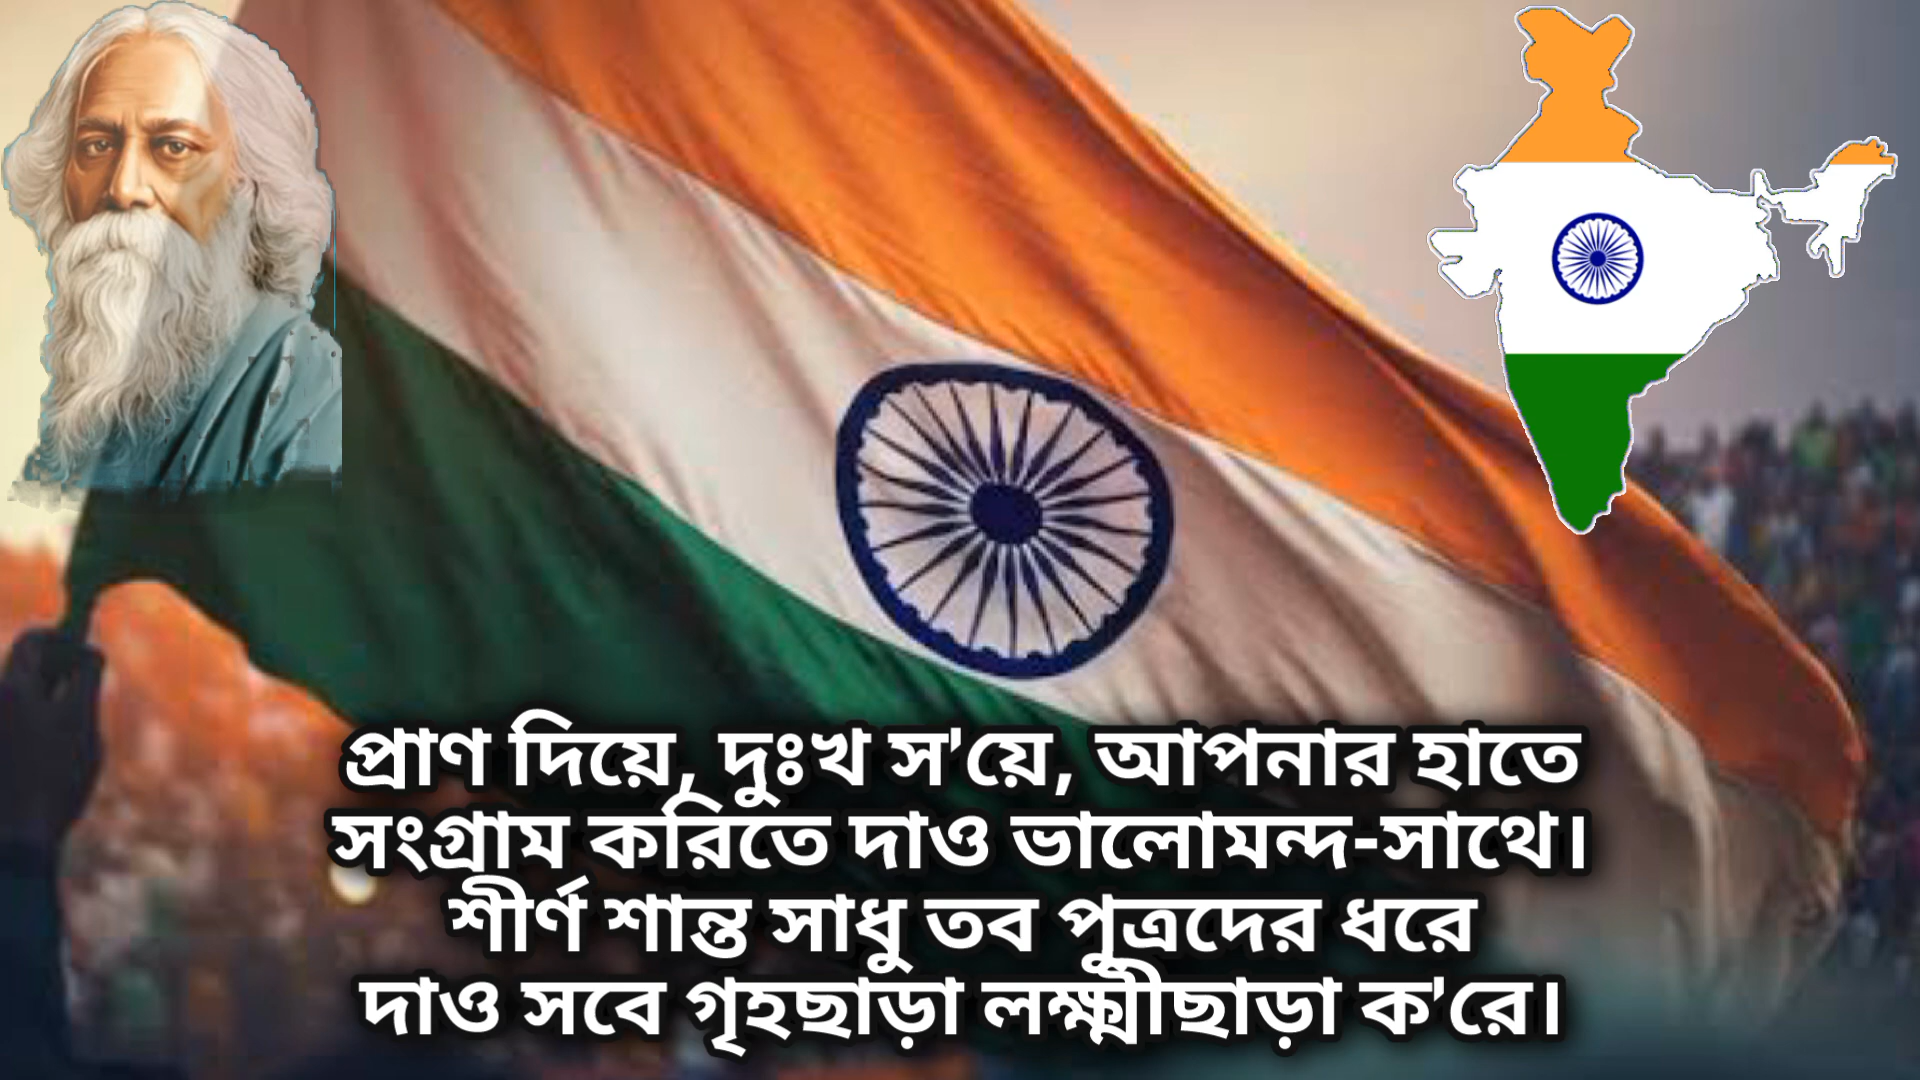 প্রাণ দিয়ে, দুঃখ স'য়ে, আপনার হাতে
সংগ্রাম করিতে দাও ভালোমন্দ-সাথে।
শীর্ণ শান্ত সাধু তব পুত্রদের ধরে
দাও সবে গৃহছাড়া লক্ষ্মীছাড়া ক'রে।